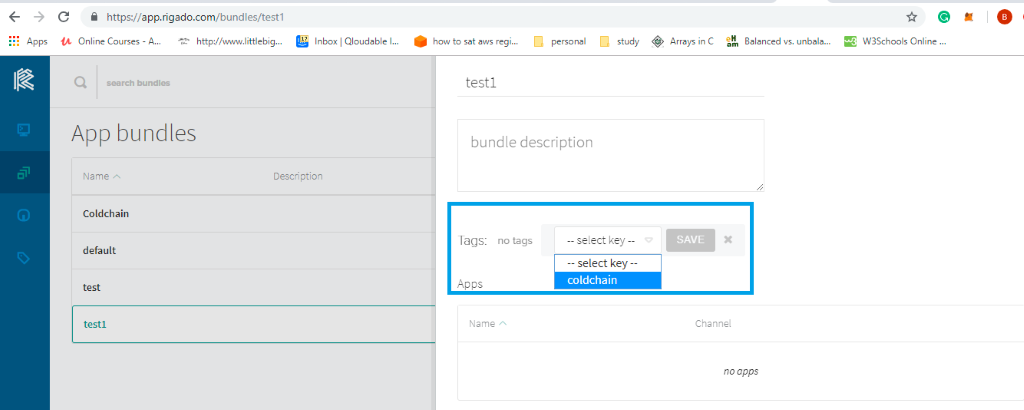 https://app.rigado.com/bundles/test1
B
Apps
Online Courses - A...
http://www.littlebig...
Inbox | Qloudable I...
how to sat aws regi...
personal
study
Arrays in C
Balanced vs. unbala...
W3Schools Online ...
search bundles
App bundles
Name
Description
Coldchain
default
test
test1
test1
bundle description
Tags: no tags
-- select key --
SAVE
-- select key --
coldchain
Apps
Name
Channel
no apps